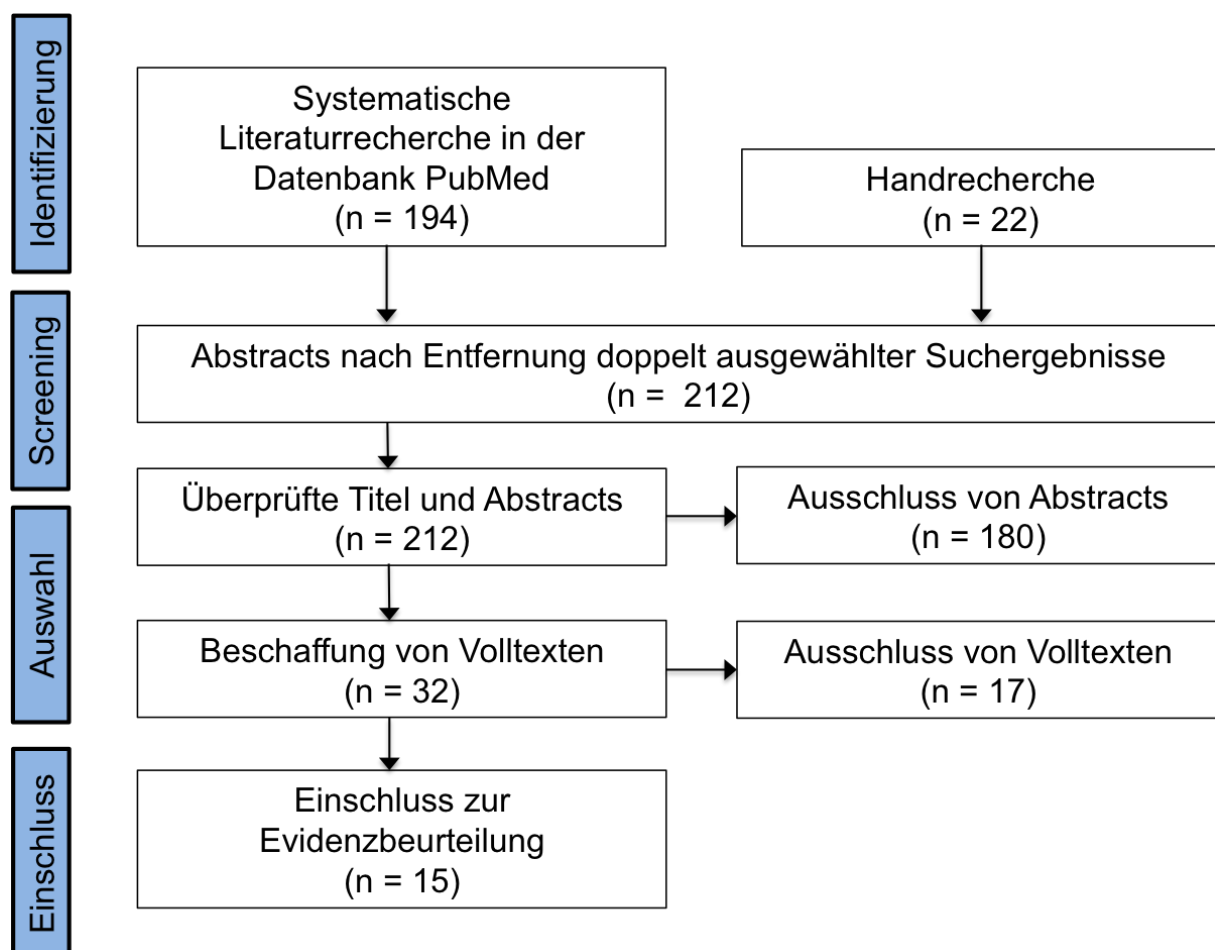 Identifizierung
Systematische
Literaturrecherche in der
Datenbank PubMed
(n = 194)
Handrecherche
(n = 22)
Screening
Abstracts nach Entfernung doppelt ausgewählter Suchergebnisse
(n =  212)
Überprüfte Titel und Abstracts
(n = 212)
Ausschluss von Abstracts
(n = 180)
Auswahl
Beschaffung von Volltexten
(n = 32)
Ausschluss von Volltexten
(n = 17)
Einschluss
Einschluss zur
Evidenzbeurteilung
(n = 15)